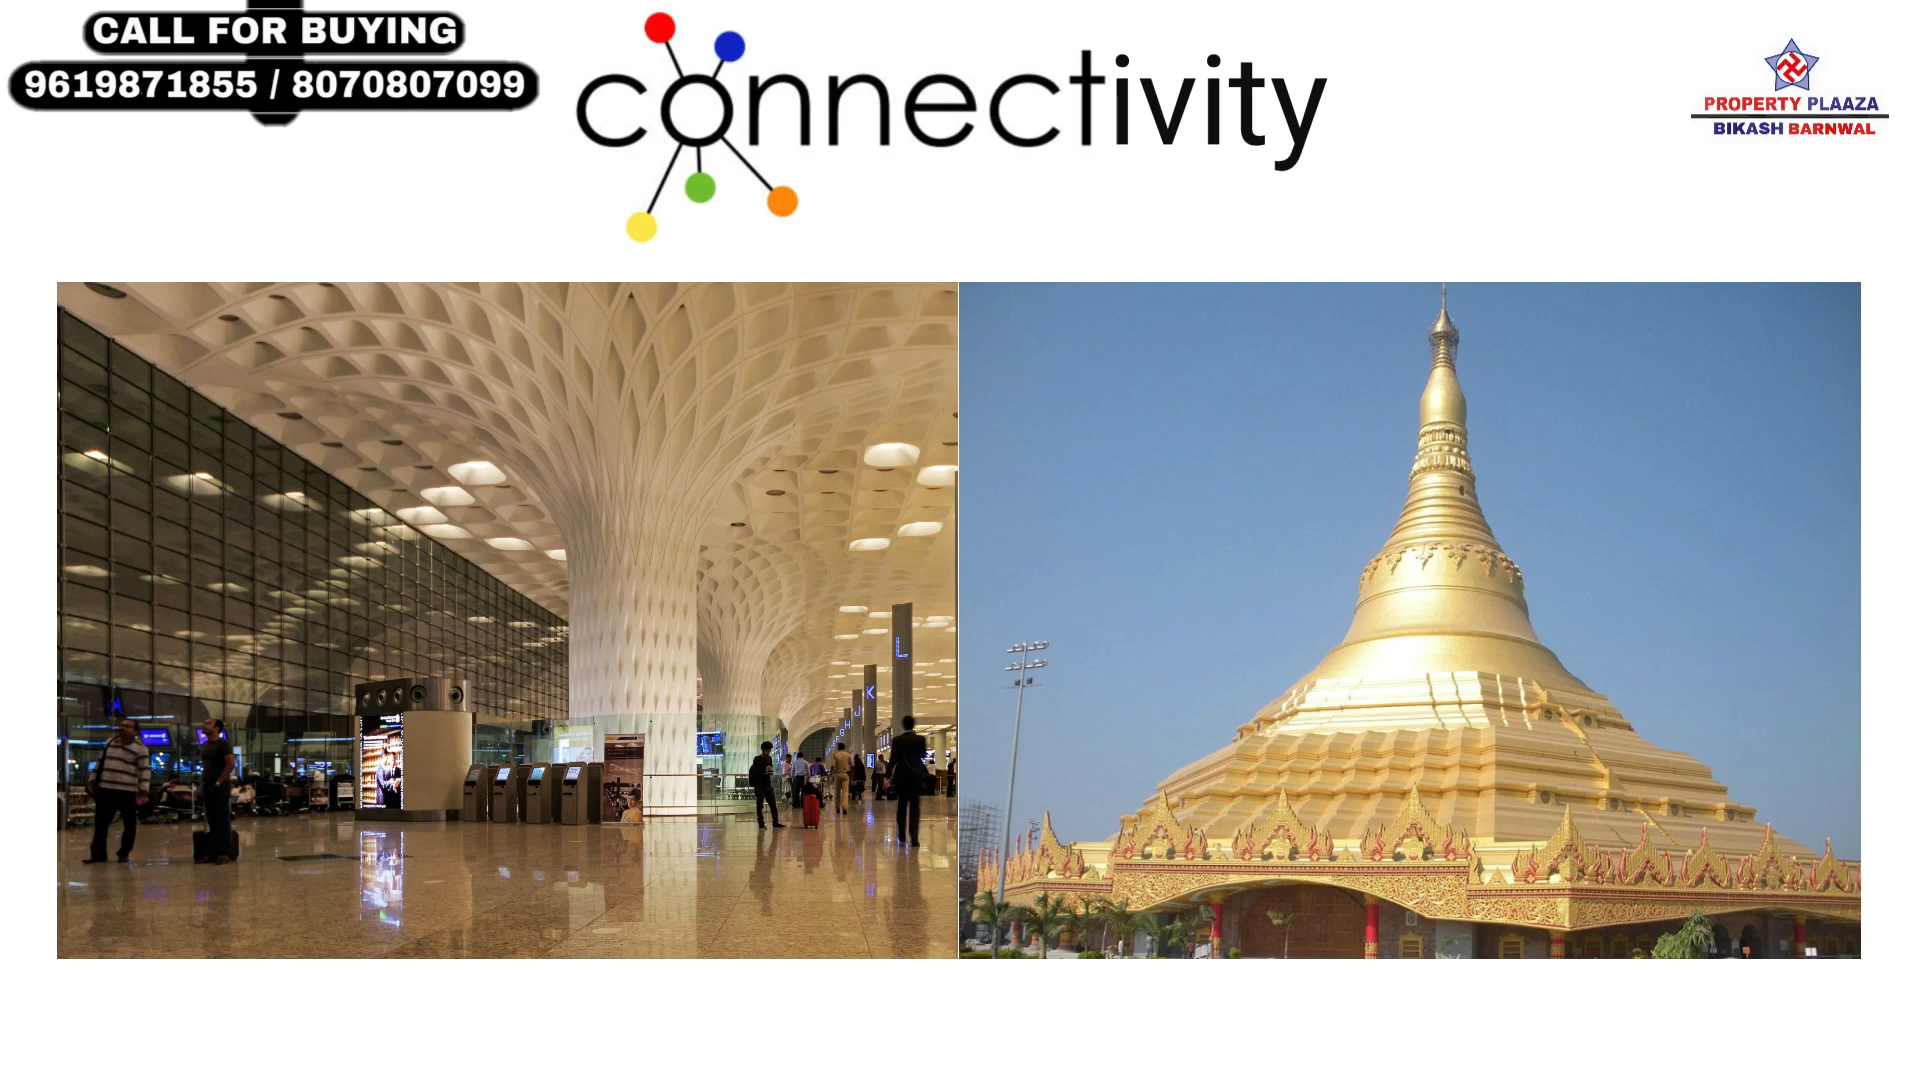 CALL FOR BUYING
9619871855 / 8070807099
connectivity
PROPERTY PLAAZA
BIKASH BARNWAL
L
K
J
H
G